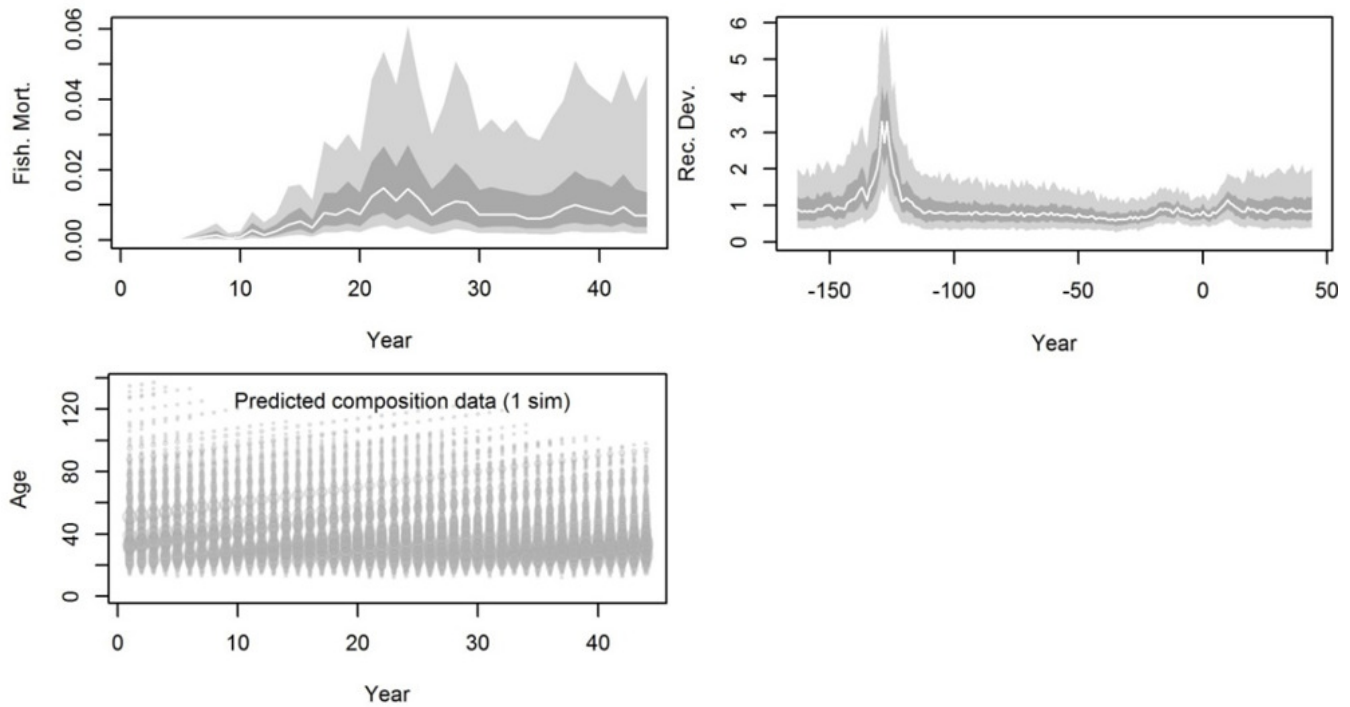 Fish. Mort.
0.00 0.02 0.04 0.06
0 10 20 30 40
Year
Rec. Dev.
0 1 2 3 4 5 6
-150 -100 -50 0 50
Year
Predicted composition data (1 sim)
Age
0 40 80 120
0 10 20 30 40
Year